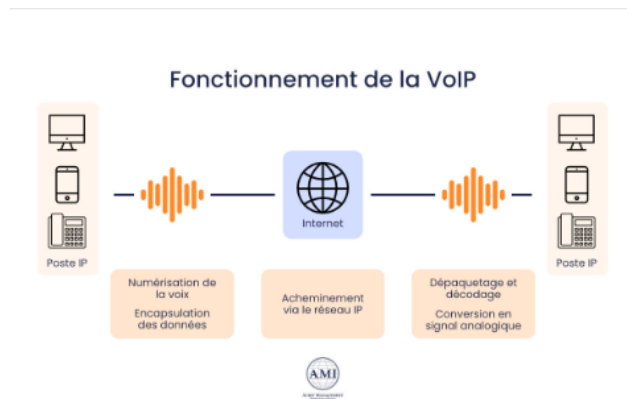 Fonctionnement de la VoIP
Internet
Poste IP
Poste IP
Numérisation de
la voix
Encapsulation
des données
Acheminement
via le réseau IP
Dépaquetage et
décodage
Conversion en
signal analogique
AMI